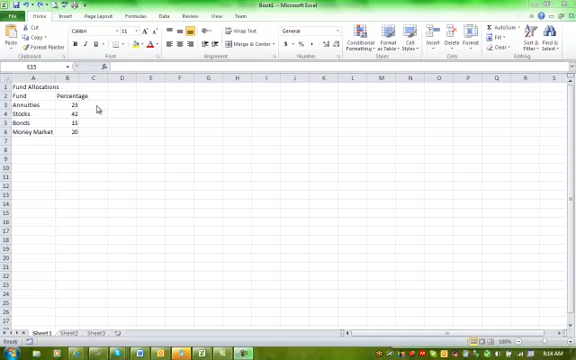 Book1 - Microsoft Excel
File Home Insert Page Layout Formulas Data Review View Team
Cut
Copy
Format Painter
Paste
Clipboard
Calibri 11
Font
Wrap Text
Merge & Center
Alignment
General
Number
Conditional Formatting
Format as Table
Cell Styles
Styles
Insert Delete Format
Cells
AutoSum
Fill
Clear
Sort & Filter
Find & Select
Editing
E15 fx
A B C D E F G H I J K L M N O P Q R S
1 Fund Allocations
2 Fund Percentage
3 Annuities 23
4 Stocks 42
5 Bonds 15
6 Money Market 20
7
8
9
10
11
12
13
14
15
16
17
18
19
20
21
22
23
24
25
26
27
Sheet1 Sheet2 Sheet3
Ready
100%
8:14 AM